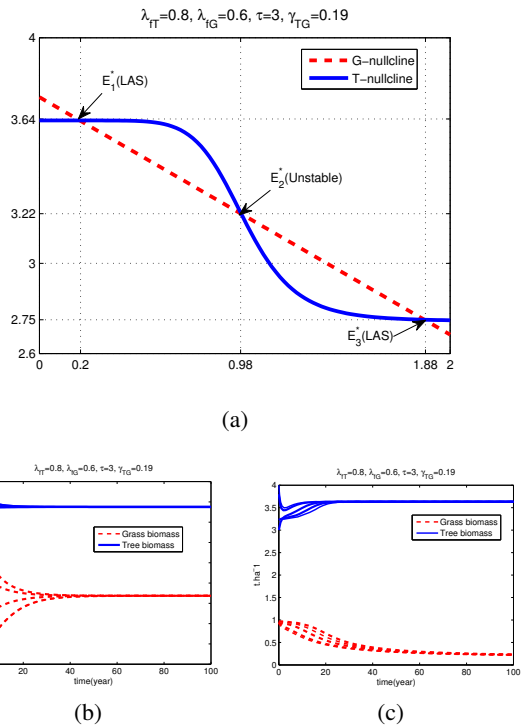 λfT=0.8, λfG=0.6, τ=3, γTG=0.19
4
G−nullcline
T−nullcline
E1*(LAS)
3.64
E2*(Unstable)
3.22
3
2.75
E3*(LAS)
2.6
0 0.2 0.98 1.88 2
(a)
λfT=0.8, λfG=0.6, τ=3, γTG=0.19
Grass biomass
Tree biomass
20 40 60 80 100
time(year)
(b)
λfT=0.8, λfG=0.6, τ=3, γTG=0.19
4
3.5
3
2.5
2
1.5
1
0.5
0
t.ha−1
Grass biomass
Tree biomass
0 20 40 60 80 100
time(year)
(c)